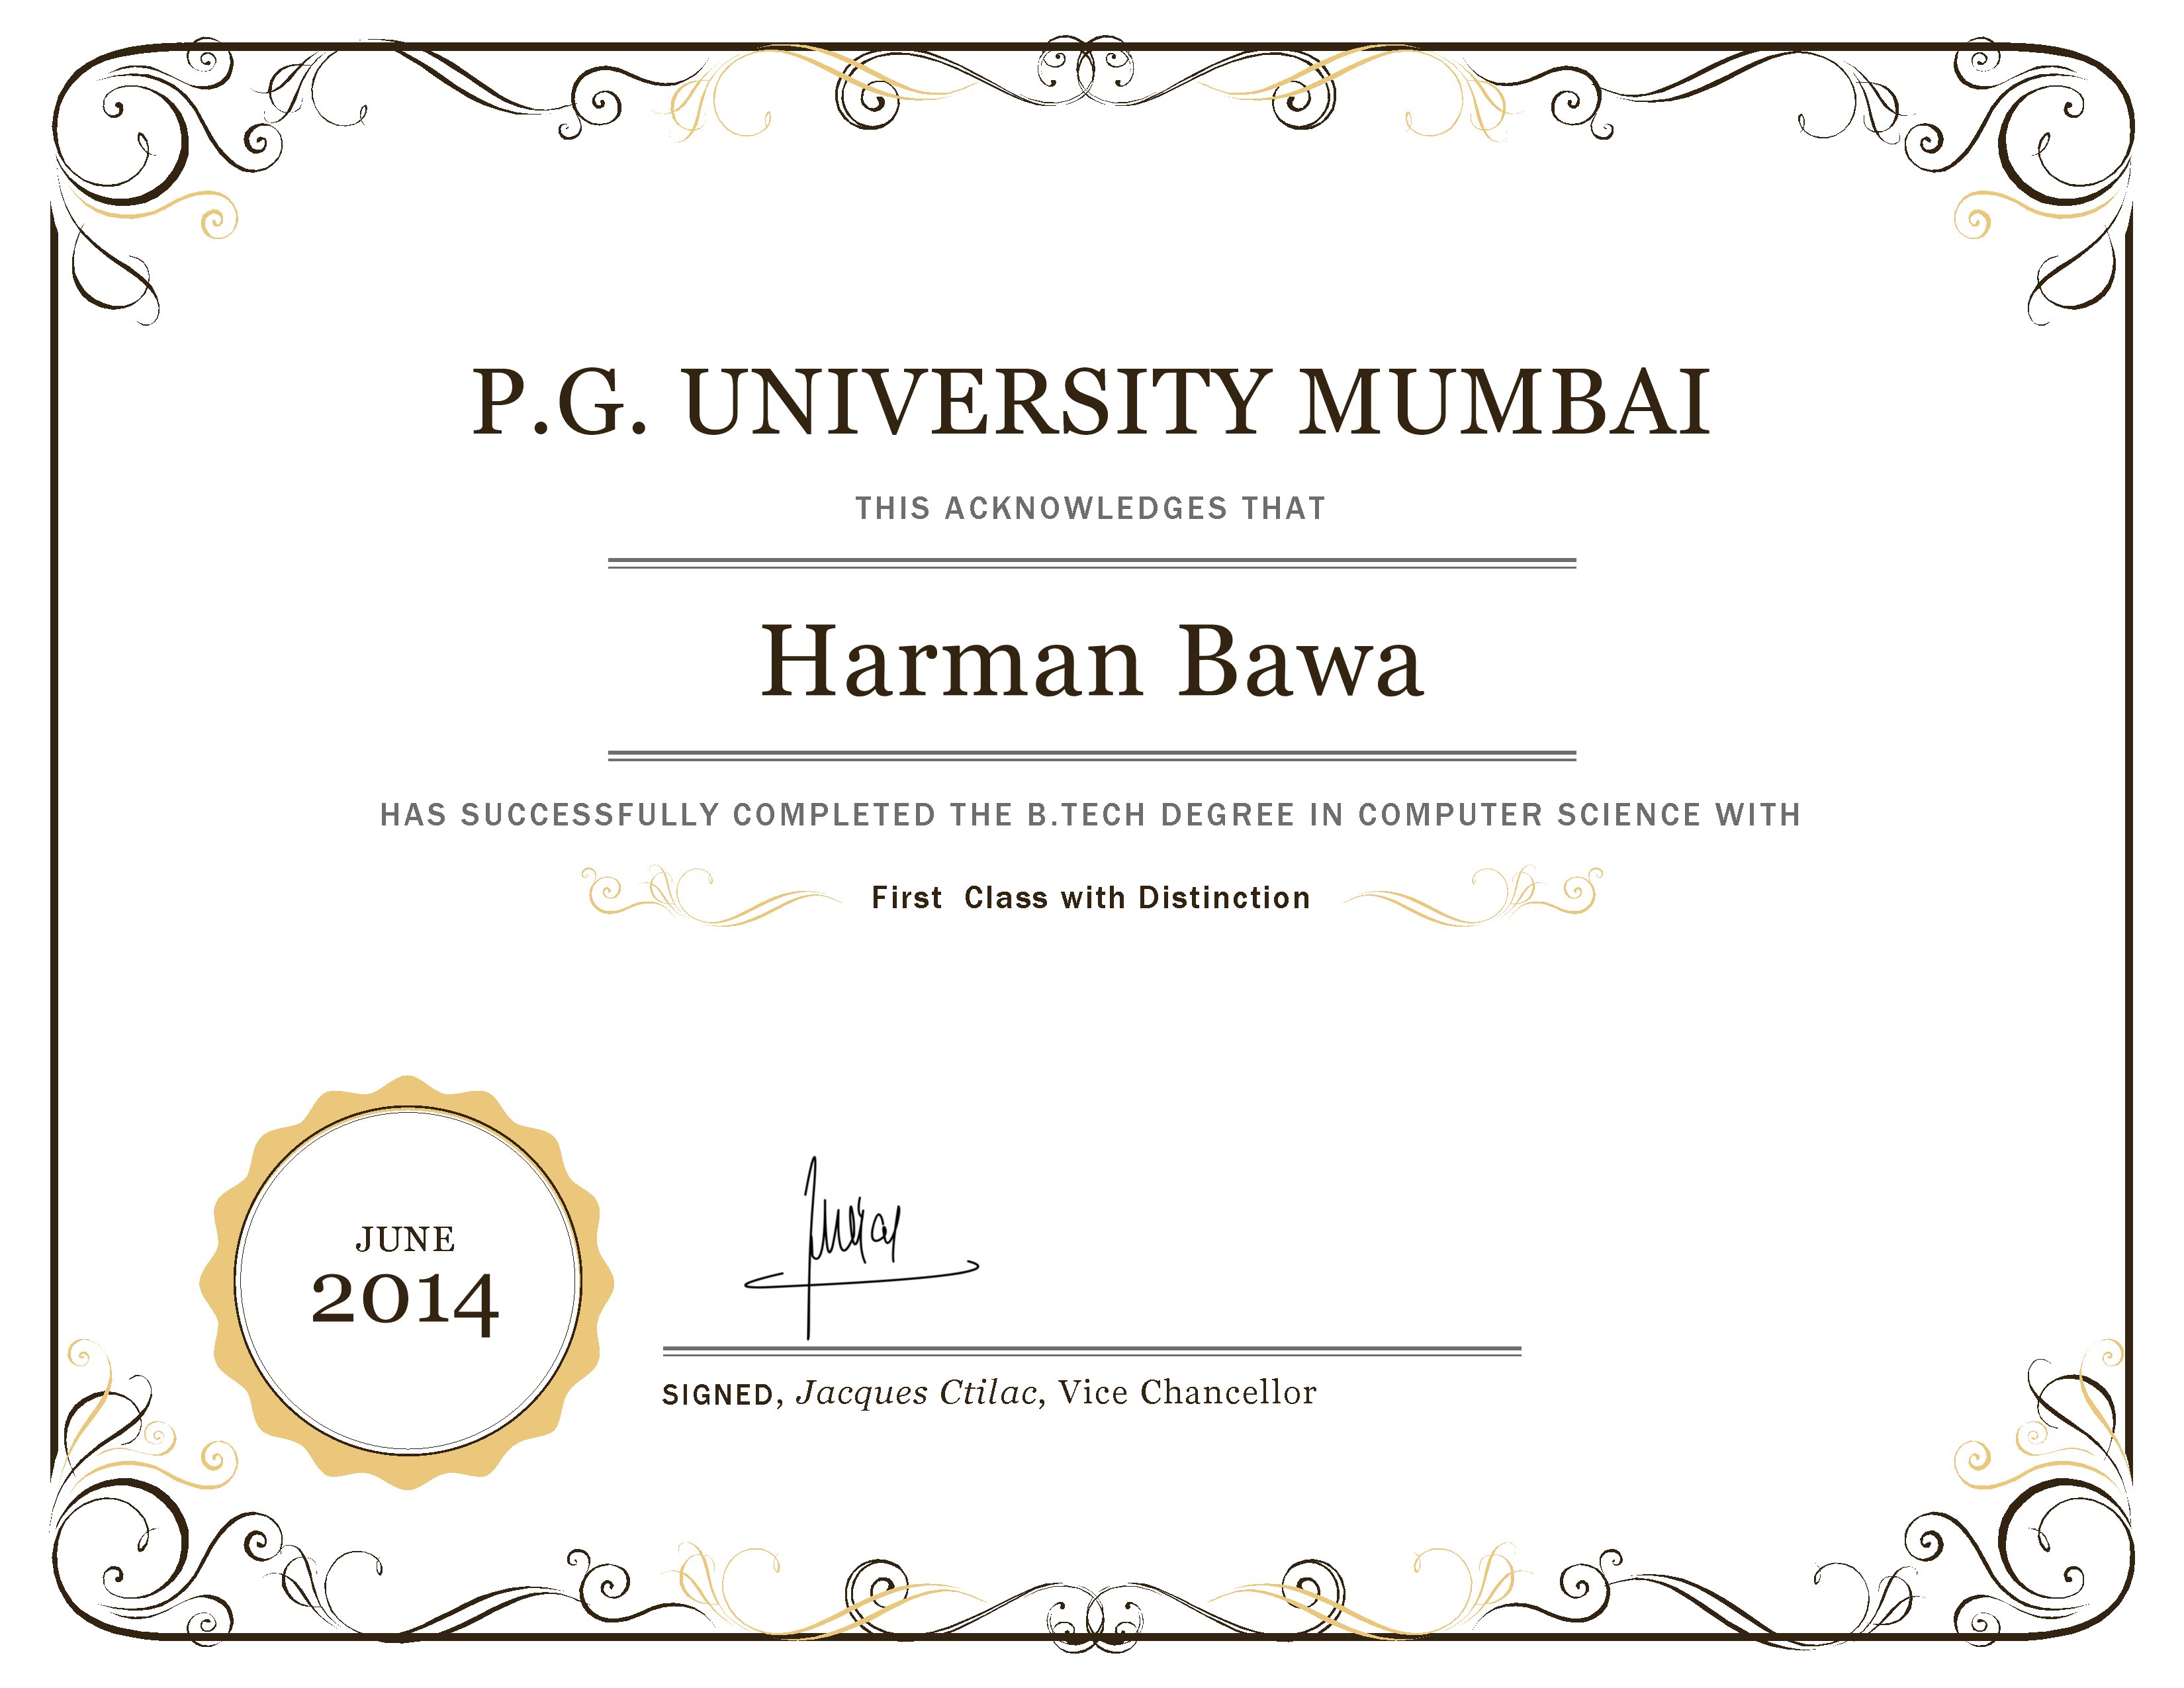 P.G. UNIVERSITY MUMBAI
THIS ACKNOWLEDGES THAT
Harman Bawa
HAS SUCCESSFULLY COMPLETED THE B.TECH DEGREE IN COMPUTER SCIENCE WITH
First Class with Distinction
JUNE
2014
SIGNED, Jacques Ctilac, Vice Chancellor